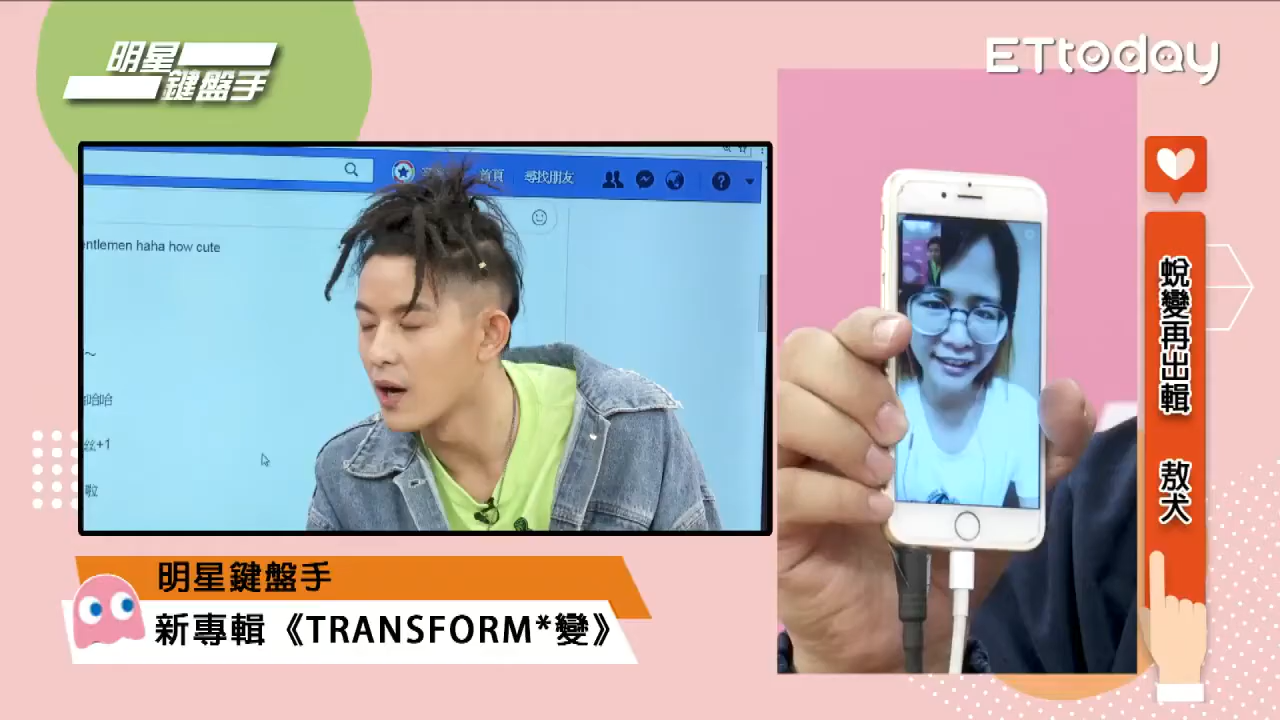 明星
鍵盤手
ETtoday
首頁
尋找朋友
entlemen haha how cute
～
哈哈
+1
啦
蛻變再出輯 敖犬
明星鍵盤手
新專輯《TRANSFORM*變》